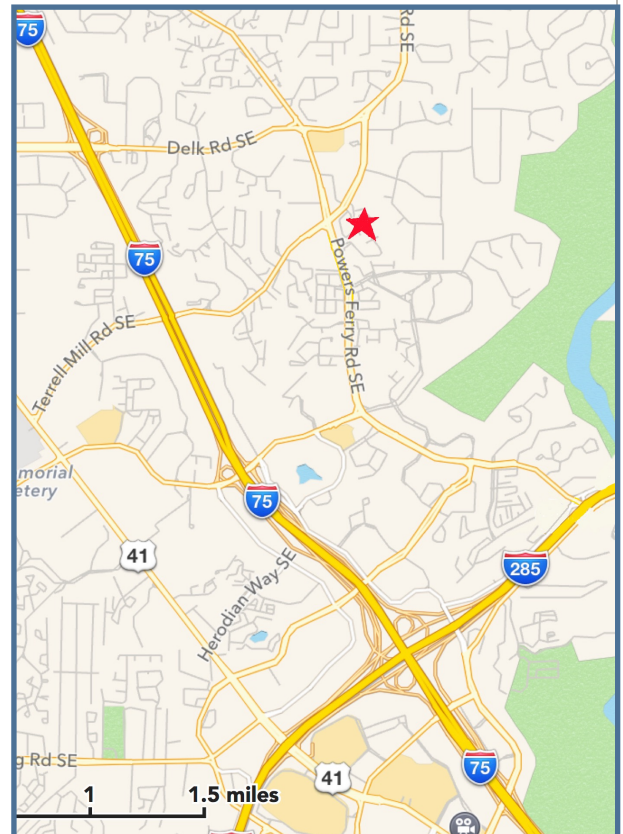 75
Rd SE
Delk Rd SE
75
Powers Ferry Rd SE
Terrell Mill Rd SE
morial
etery
75
41
285
Herodian Way SE
g Rd SE
41
75
1
1.5 miles